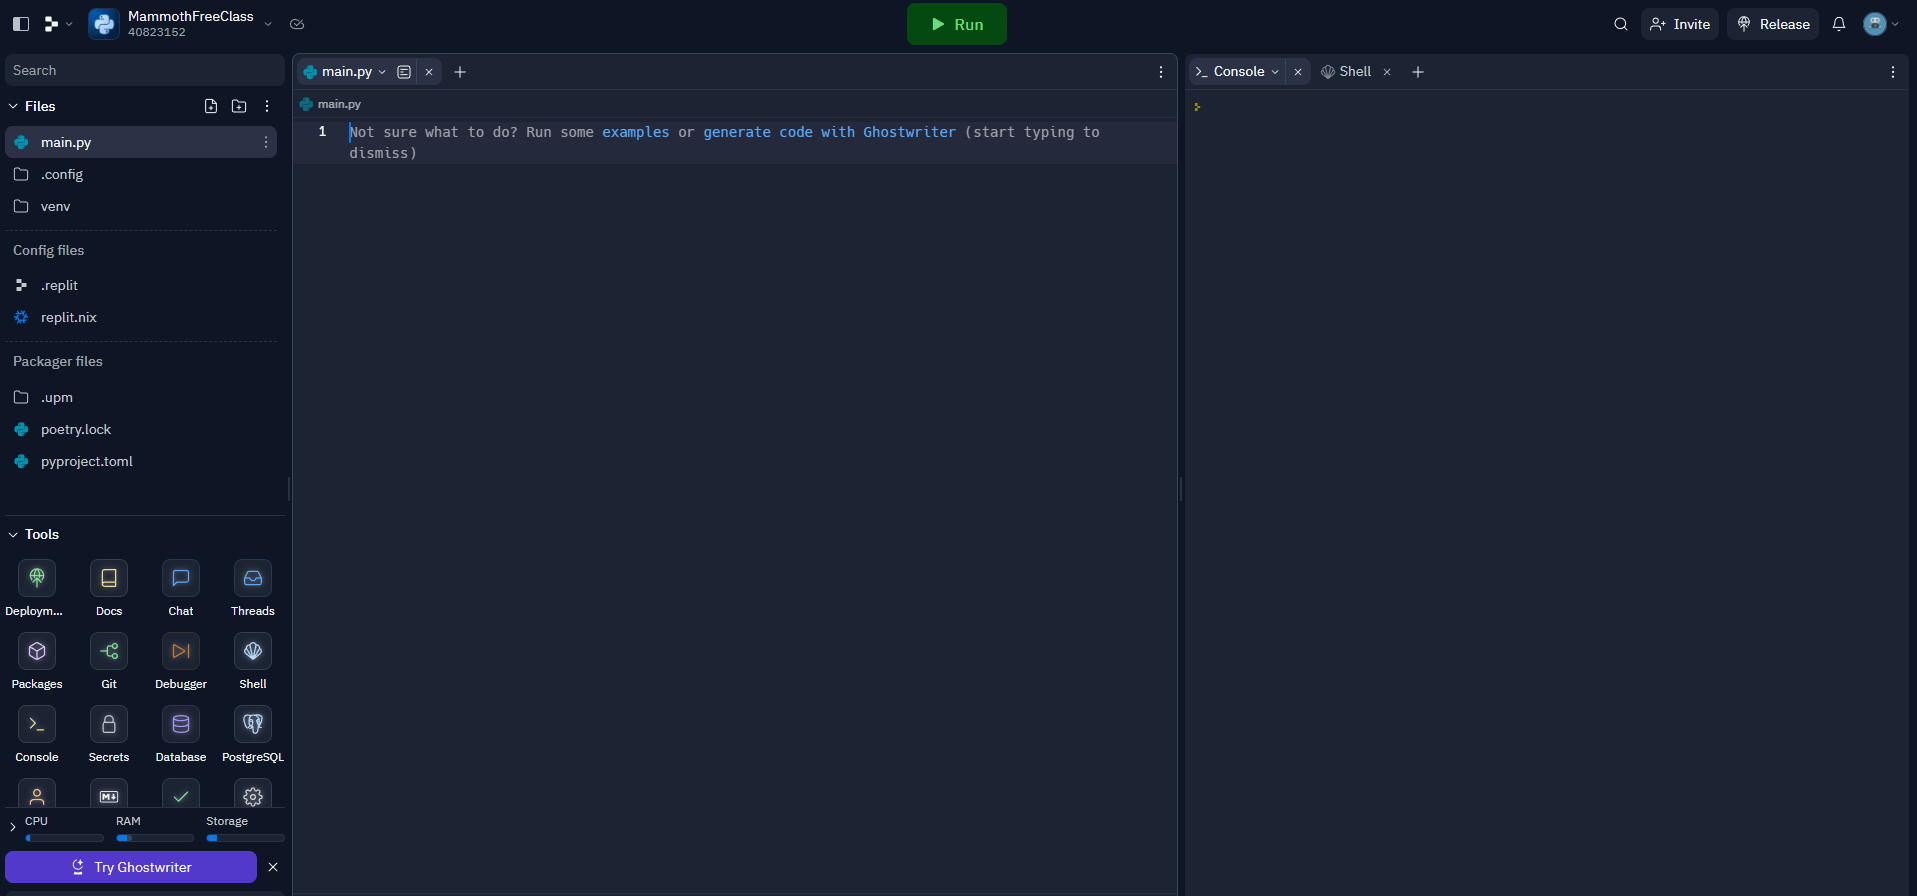 MammothFreeClass
40823152
Run
Invite
Release
Search
Files
main.py
.config
venv
Config files
.replit
replit.nix
Packager files
.upm
poetry.lock
pyproject.toml
Tools
Deploym...
Docs
Chat
Threads
Packages
Git
Debugger
Shell
Console
Secrets
Database
PostgreSQL
M
CPU
RAM
Storage
Try Ghostwriter
main.py
main.py
1
Not sure what to do? Run some examples or generate code with Ghostwriter (start typing to
dismiss)
Console
Shell